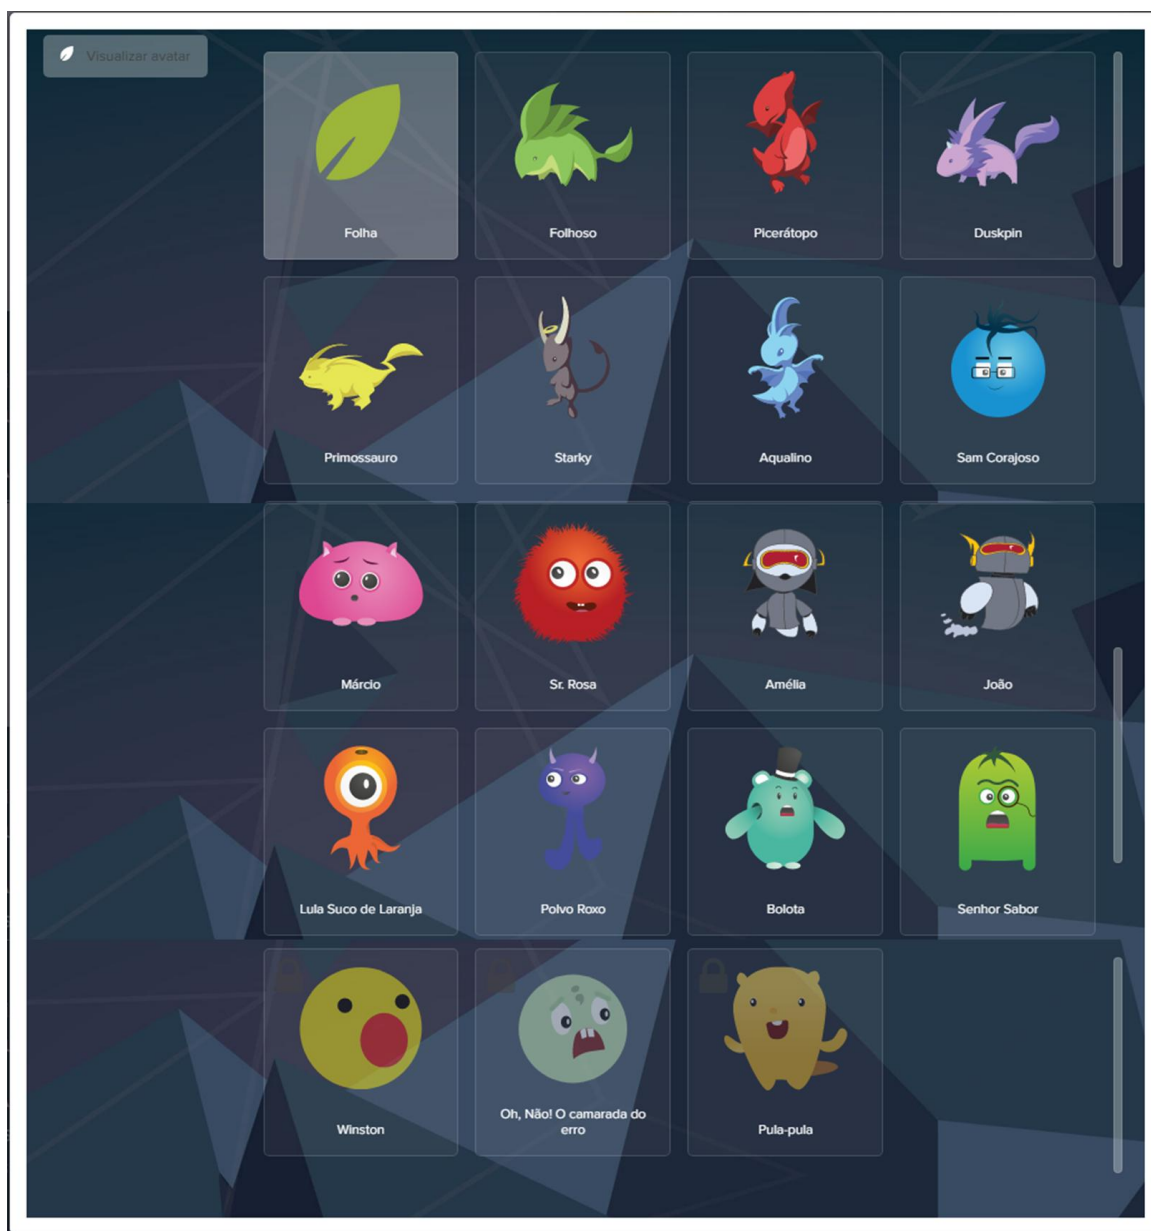 Visualizar avatar
Folha
Folhoso
Picerátopo
Duskpin
Primossauro
Starky
Aqualino
Sam Corajoso
Márcio
Sr. Rosa
Amélia
João
Lula Suco de Laranja
Polvo Roxo
Bolota
Senhor Sabor
Winston
Oh, Não! O camarada do
erro
Pula-pula